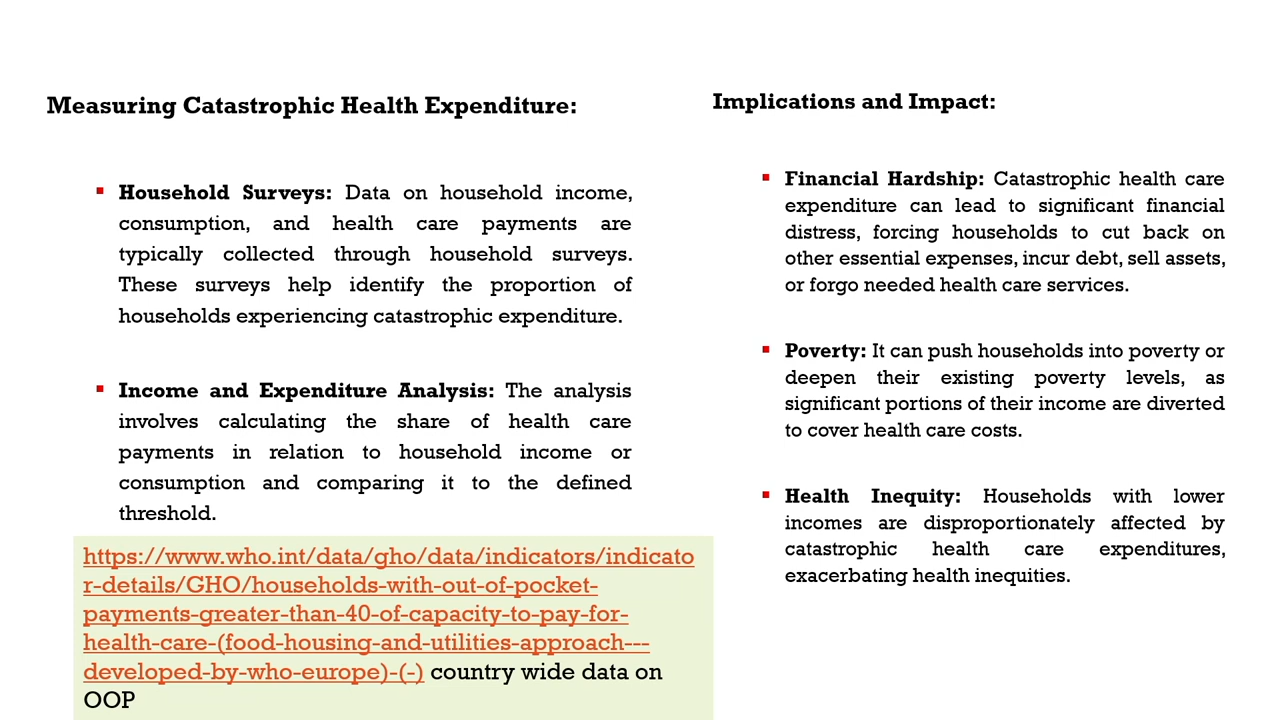 Measuring Catastrophic Health Expenditure:
Household Surveys: Data on household income,
consumption, and health care payments are
typically collected through household surveys.
These surveys help identify the proportion of
households experiencing catastrophic expenditure.
Income and Expenditure Analysis: The analysis
involves calculating the share of health care
payments in relation to household income or
consumption and comparing it to the defined
threshold.
https://www.who.int/data/gho/data/indicators/indicato
r-details/GHO/households-with-out-of-pocket-
payments-greater-than-40-of-capacity-to-pay-for-
health-care-(food-housing-and-utilities-approach---
developed-by-who-europe)-(-) country wide data on
OOP
Implications and Impact:
Financial Hardship: Catastrophic health care
expenditure can lead to significant financial
distress, forcing households to cut back on
other essential expenses, incur debt, sell assets,
or forgo needed health care services.
Poverty: It can push households into poverty or
deepen their existing poverty levels, as
significant portions of their income are diverted
to cover health care costs.
Health Inequity: Households with lower
incomes are disproportionately affected by
catastrophic health care expenditures,
exacerbating health inequities.